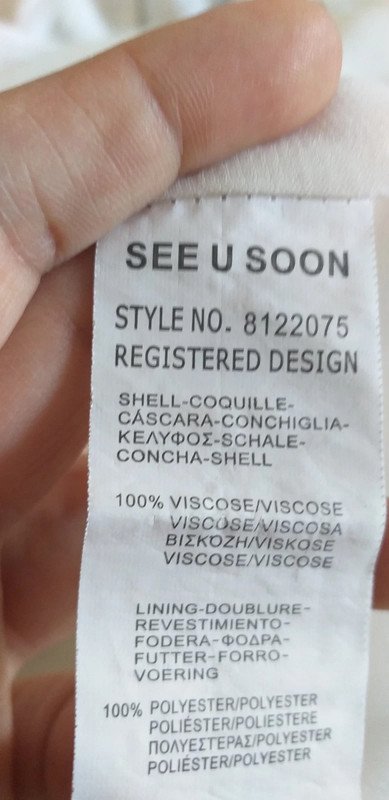 SEE U SOON
STYLE NO. 8122075
REGISTERED DESIGN
SHELL-COQUILLE-
CÁSCARA-CONCHIGLIA-
ΚΕΛΥΦΟΣ-SCHALE-
CONCHA-SHELL
100% VISCOSE/VISCOSE
VISCOSE/VISCOSA
ΒΙΣΚΟΖΗ/VISKOSE
VISCOSE/VISCOSE
LINING-DOUBLURE-
REVESTIMIENTO-
FODERA-ΦΟΔΡΑ-
FUTTER-FORRO-
VOERING
100% POLYESTER/POLYESTER
POLIÉSTER/POLIESTERE
ΠΟΛΥΕΣΤΕΡΑΣ/POLYESTER
POLIÉSTER/POLYESTER